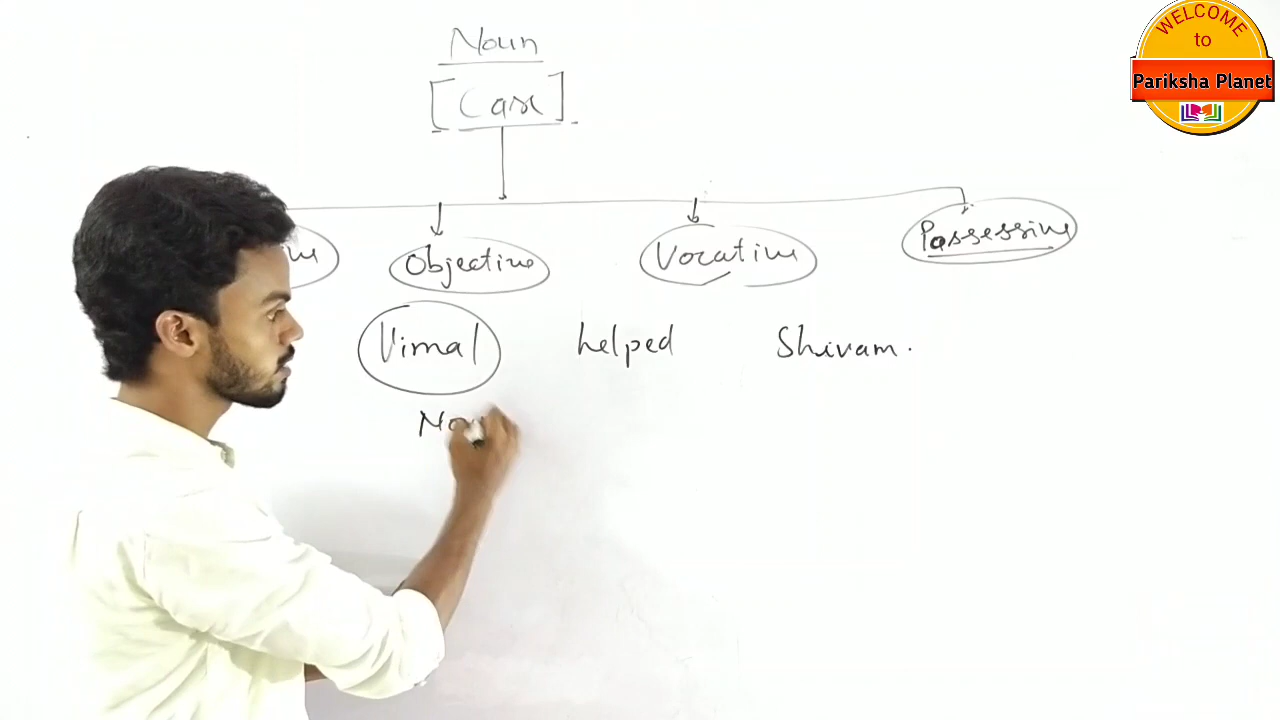 WELCOME
to
Pariksha Planet
Noun
[Case]
Objective Vocative Possessive
Vimal helped Shivam.